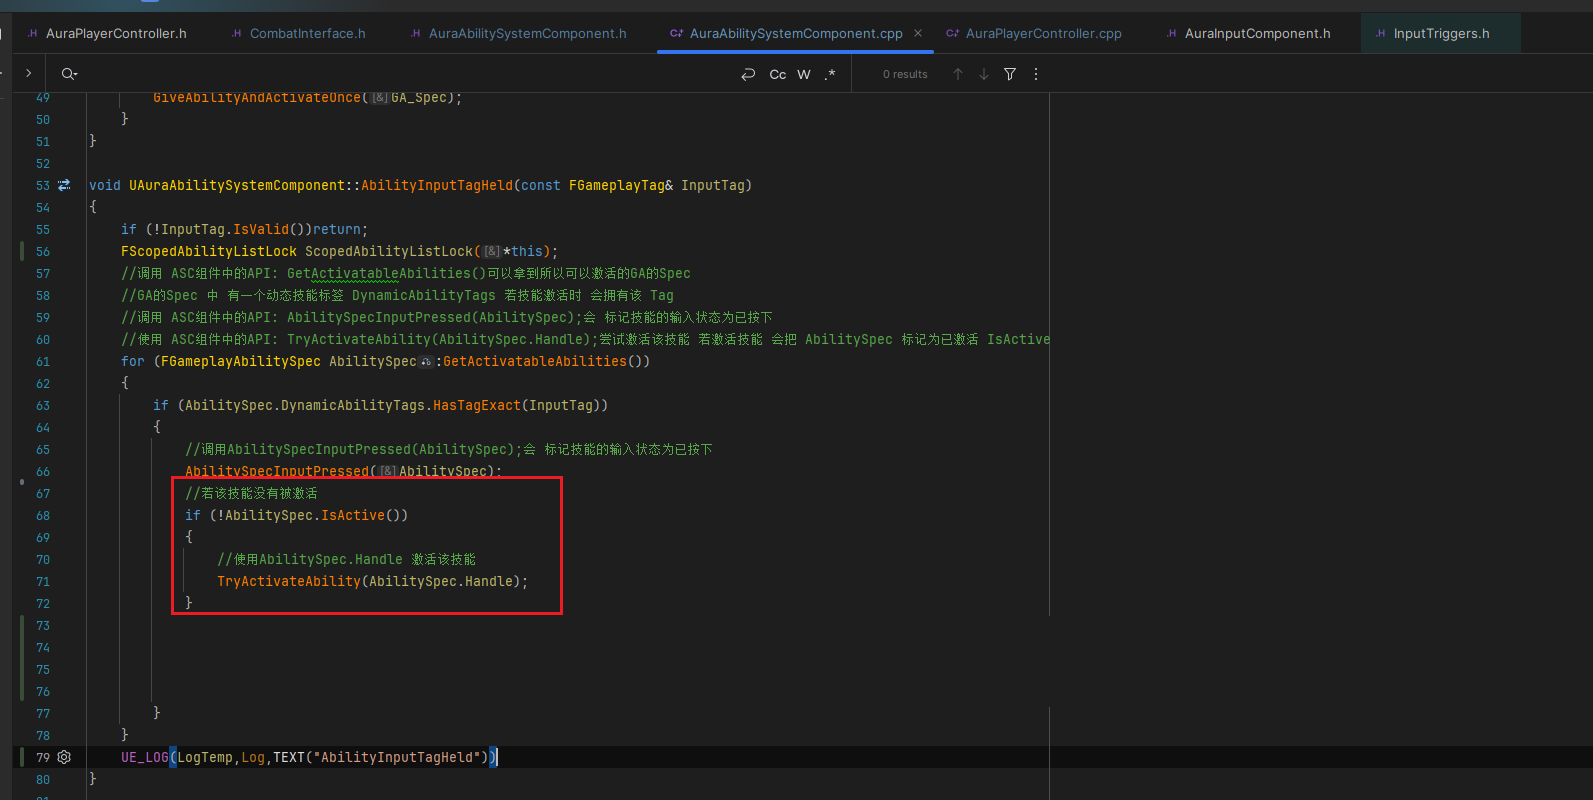 AuraPlayerController.h CombatInterface.h AuraAbilitySystemComponent.h AuraAbilitySystemComponent.cpp AuraPlayerController.cpp AuraInputComponent.h InputTriggers.h
Cc W .* 0 results
49 GiveAbilityAndActivateOnce([&]GA_Spec);
50 }
51 }
52
53 void UAuraAbilitySystemComponent::AbilityInputTagHeld(const FGameplayTag& InputTag)
54 {
55 if (!InputTag.IsValid())return;
56 FScopedAbilityListLock ScopedAbilityListLock([&]*this);
57 //调用 ASC组件中的API: GetActivatableAbilities()可以拿到所以可以激活的GA的Spec
58 //GA的Spec 中 有一个动态技能标签 DynamicAbilityTags 若技能激活时 会拥有该 Tag
59 //调用 ASC组件中的API: AbilitySpecInputPressed(AbilitySpec);会 标记技能的输入状态为已按下
60 //使用 ASC组件中的API: TryActivateAbility(AbilitySpec.Handle);尝试激活该技能 若激活技能 会把 AbilitySpec 标记为已激活 IsActive
61 for (FGameplayAbilitySpec AbilitySpec :GetActivatableAbilities())
62 {
63 if (AbilitySpec.DynamicAbilityTags.HasTagExact(InputTag))
64 {
65 //调用AbilitySpecInputPressed(AbilitySpec);会 标记技能的输入状态为已按下
66 AbilitySpecInputPressed([&]AbilitySpec);
67 //若该技能没有被激活
68 if (!AbilitySpec.IsActive())
69 {
70 //使用AbilitySpec.Handle 激活该技能
71 TryActivateAbility(AbilitySpec.Handle);
72 }
73
74
75
76
77 }
78 }
79 UE_LOG(LogTemp,Log,TEXT("AbilityInputTagHeld"))
80 }